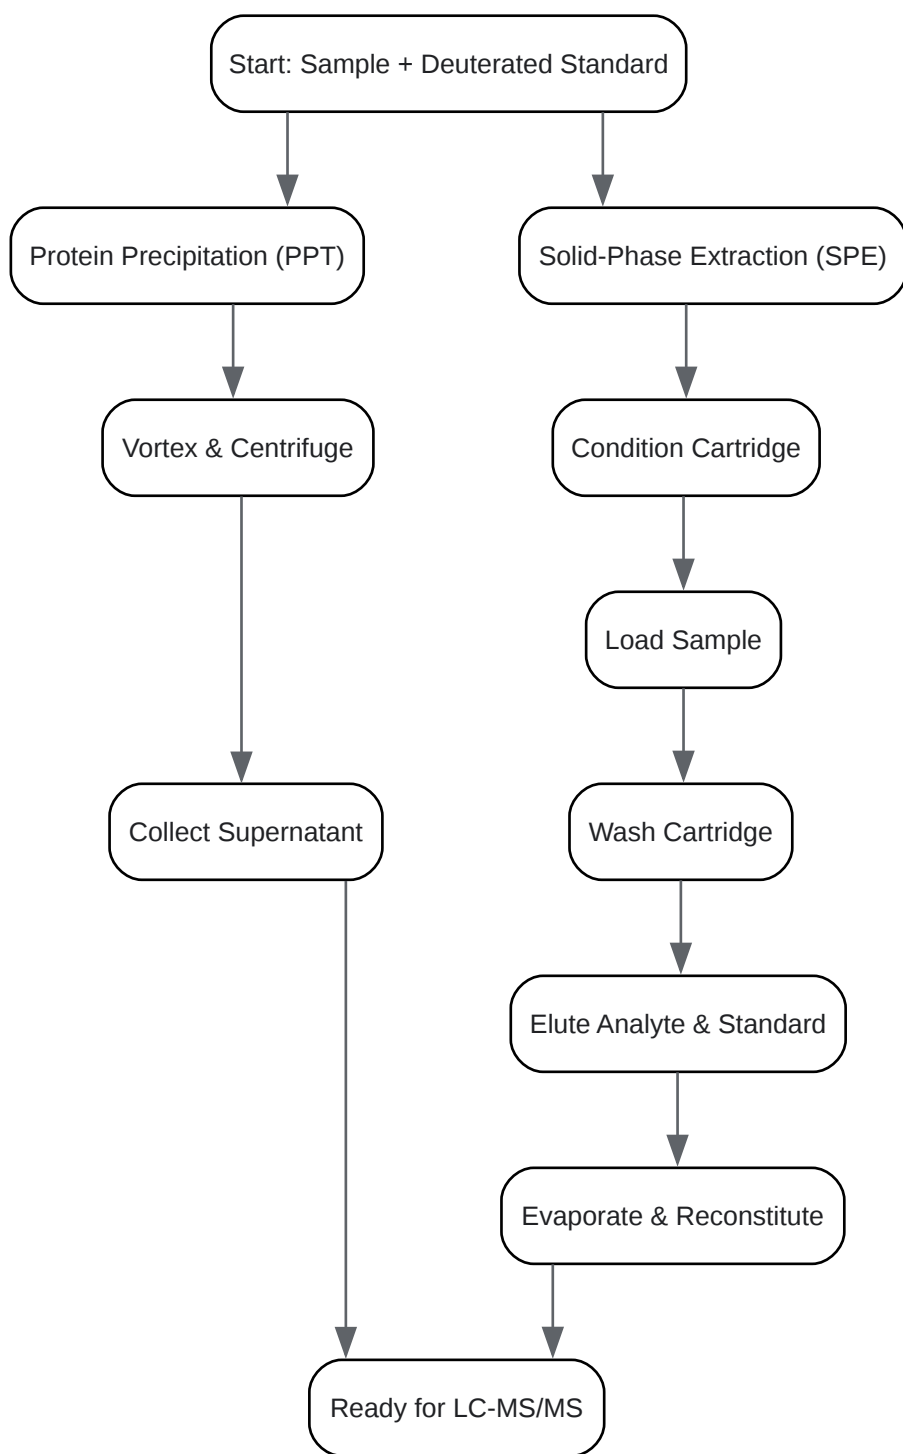 Start: Sample + Deuterated Standard
Protein Precipitation (PPT)
Solid-Phase Extraction (SPE)
Vortex & Centrifuge
Condition Cartridge
Load Sample
Collect Supernatant
Wash Cartridge
Elute Analyte & Standard
Evaporate & Reconstitute
Ready for LC-MS/MS